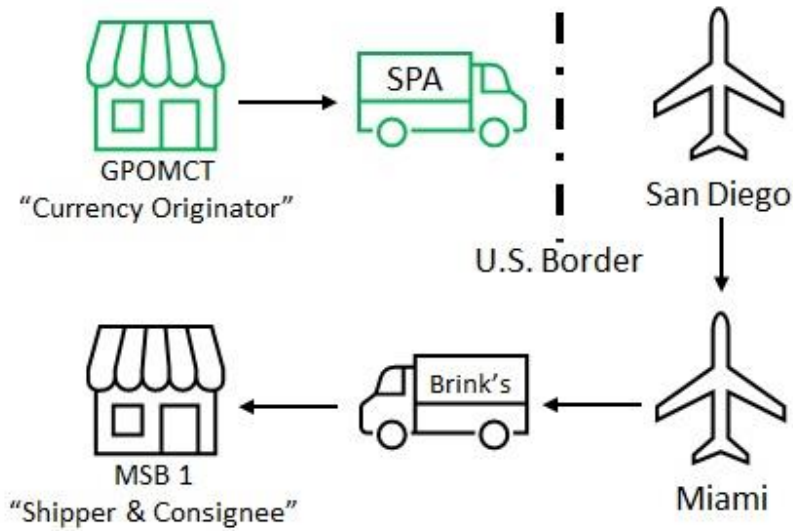 SPA
GPOMCT
“Currency Originator”
San Diego
U.S. Border
Brink’s
MSB 1
“Shipper & Consignee”
Miami